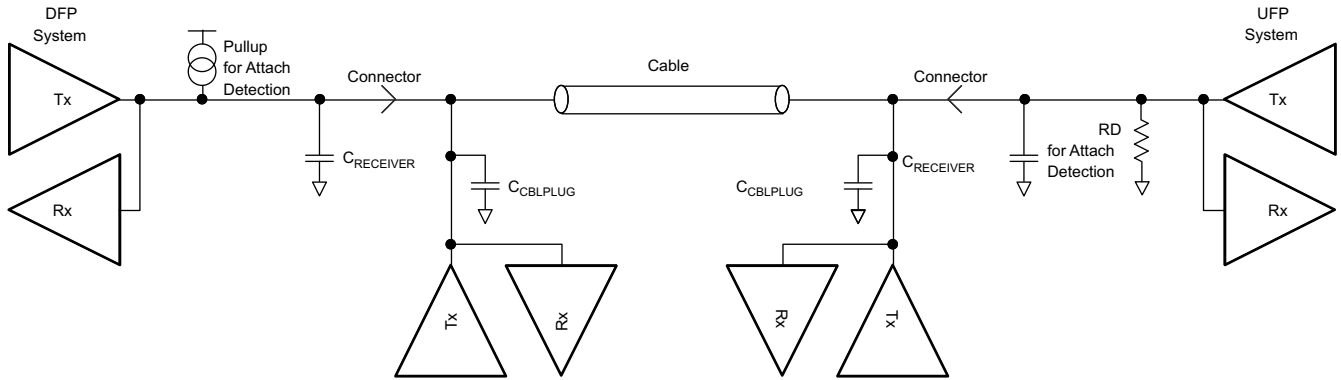 DFP
System
UFP
System
Pullup
for Attach
Detection
Connector
Cable
Connector
Tx
Tx
RD
for Attach
Detection
CRECEIVER
CRECEIVER
CCBLPLUG
CCBLPLUG
Rx
Rx
Tx
Rx
Rx
Tx